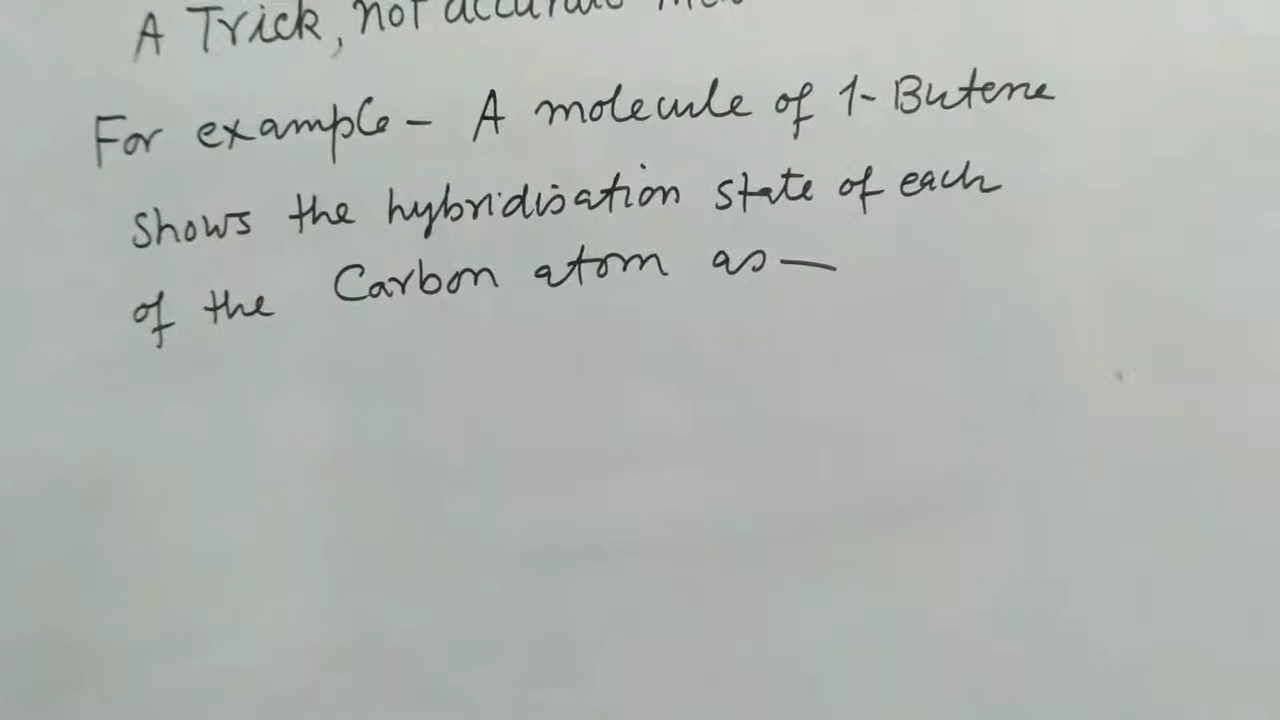 A Trick, not accurate
For example - A molecule of 1-Butene
shows the hybridisation state of each
of the Carbon atom as —